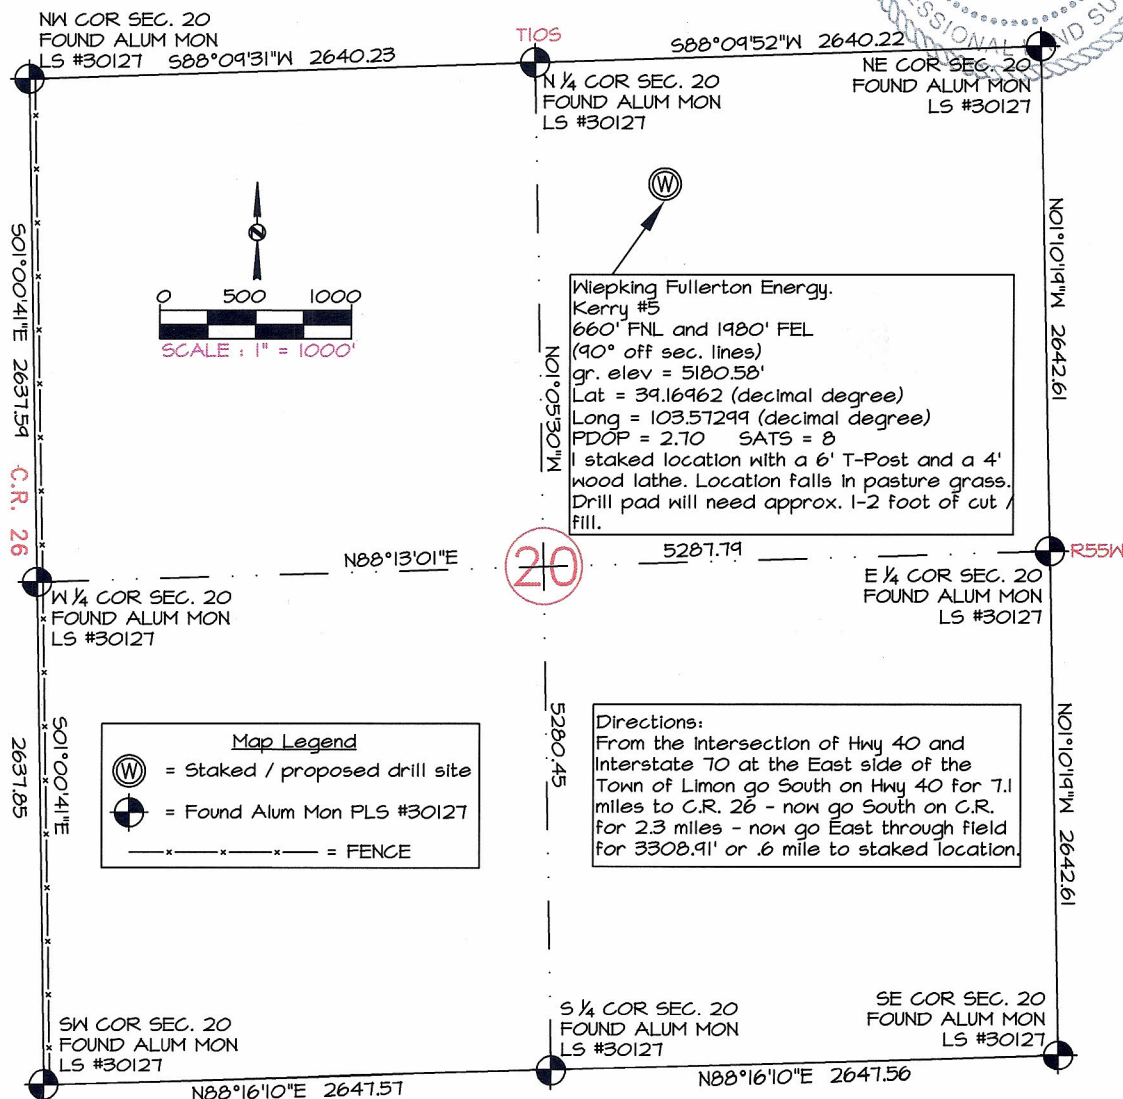 NW COR SEC. 20
FOUND ALUM MON
LS #30127
S88°09'31"W 2640.23
T10S
S88°09'52"W 2640.22
N 1/4 COR SEC. 20
FOUND ALUM MON
LS #30127
NE COR SEC. 20
FOUND ALUM MON
LS #30127
W
N
0 500 1000
SCALE : 1" = 1000'
S01°00'41"E 2637.59
C.R. 26
N01°10'19"W 2642.61
N01°05'30"W
Wiepking Fullerton Energy.
Kerry #5
660' FNL and 1980' FEL
(90° off sec. lines)
gr. elev = 5180.58'
Lat = 39.16962 (decimal degree)
Long = 103.57299 (decimal degree)
PDOP = 2.70 SATS = 8
I staked location with a 6' T-Post and a 4'
wood lathe. Location falls in pasture grass.
Drill pad will need approx. 1-2 foot of cut /
fill.
N88°13'01"E
20
5287.79
R55W
W 1/4 COR SEC. 20
FOUND ALUM MON
LS #30127
E 1/4 COR SEC. 20
FOUND ALUM MON
LS #30127
2637.85
S01°00'41"E
Map Legend
W = Staked / proposed drill site
= Found Alum Mon PLS #30127
= FENCE
5280.45
Directions:
From the intersection of Hwy 40 and
Interstate 70 at the East side of the
Town of Limon go South on Hwy 40 for 7.1
miles to C.R. 26 - now go South on C.R.
for 2.3 miles - now go East through field
for 3308.91' or .6 mile to staked location.
N01°10'19"W 2642.61
SW COR SEC. 20
FOUND ALUM MON
LS #30127
S 1/4 COR SEC. 20
FOUND ALUM MON
LS #30127
SE COR SEC. 20
FOUND ALUM MON
LS #30127
N88°16'10"E 2647.57
N88°16'10"E 2647.56